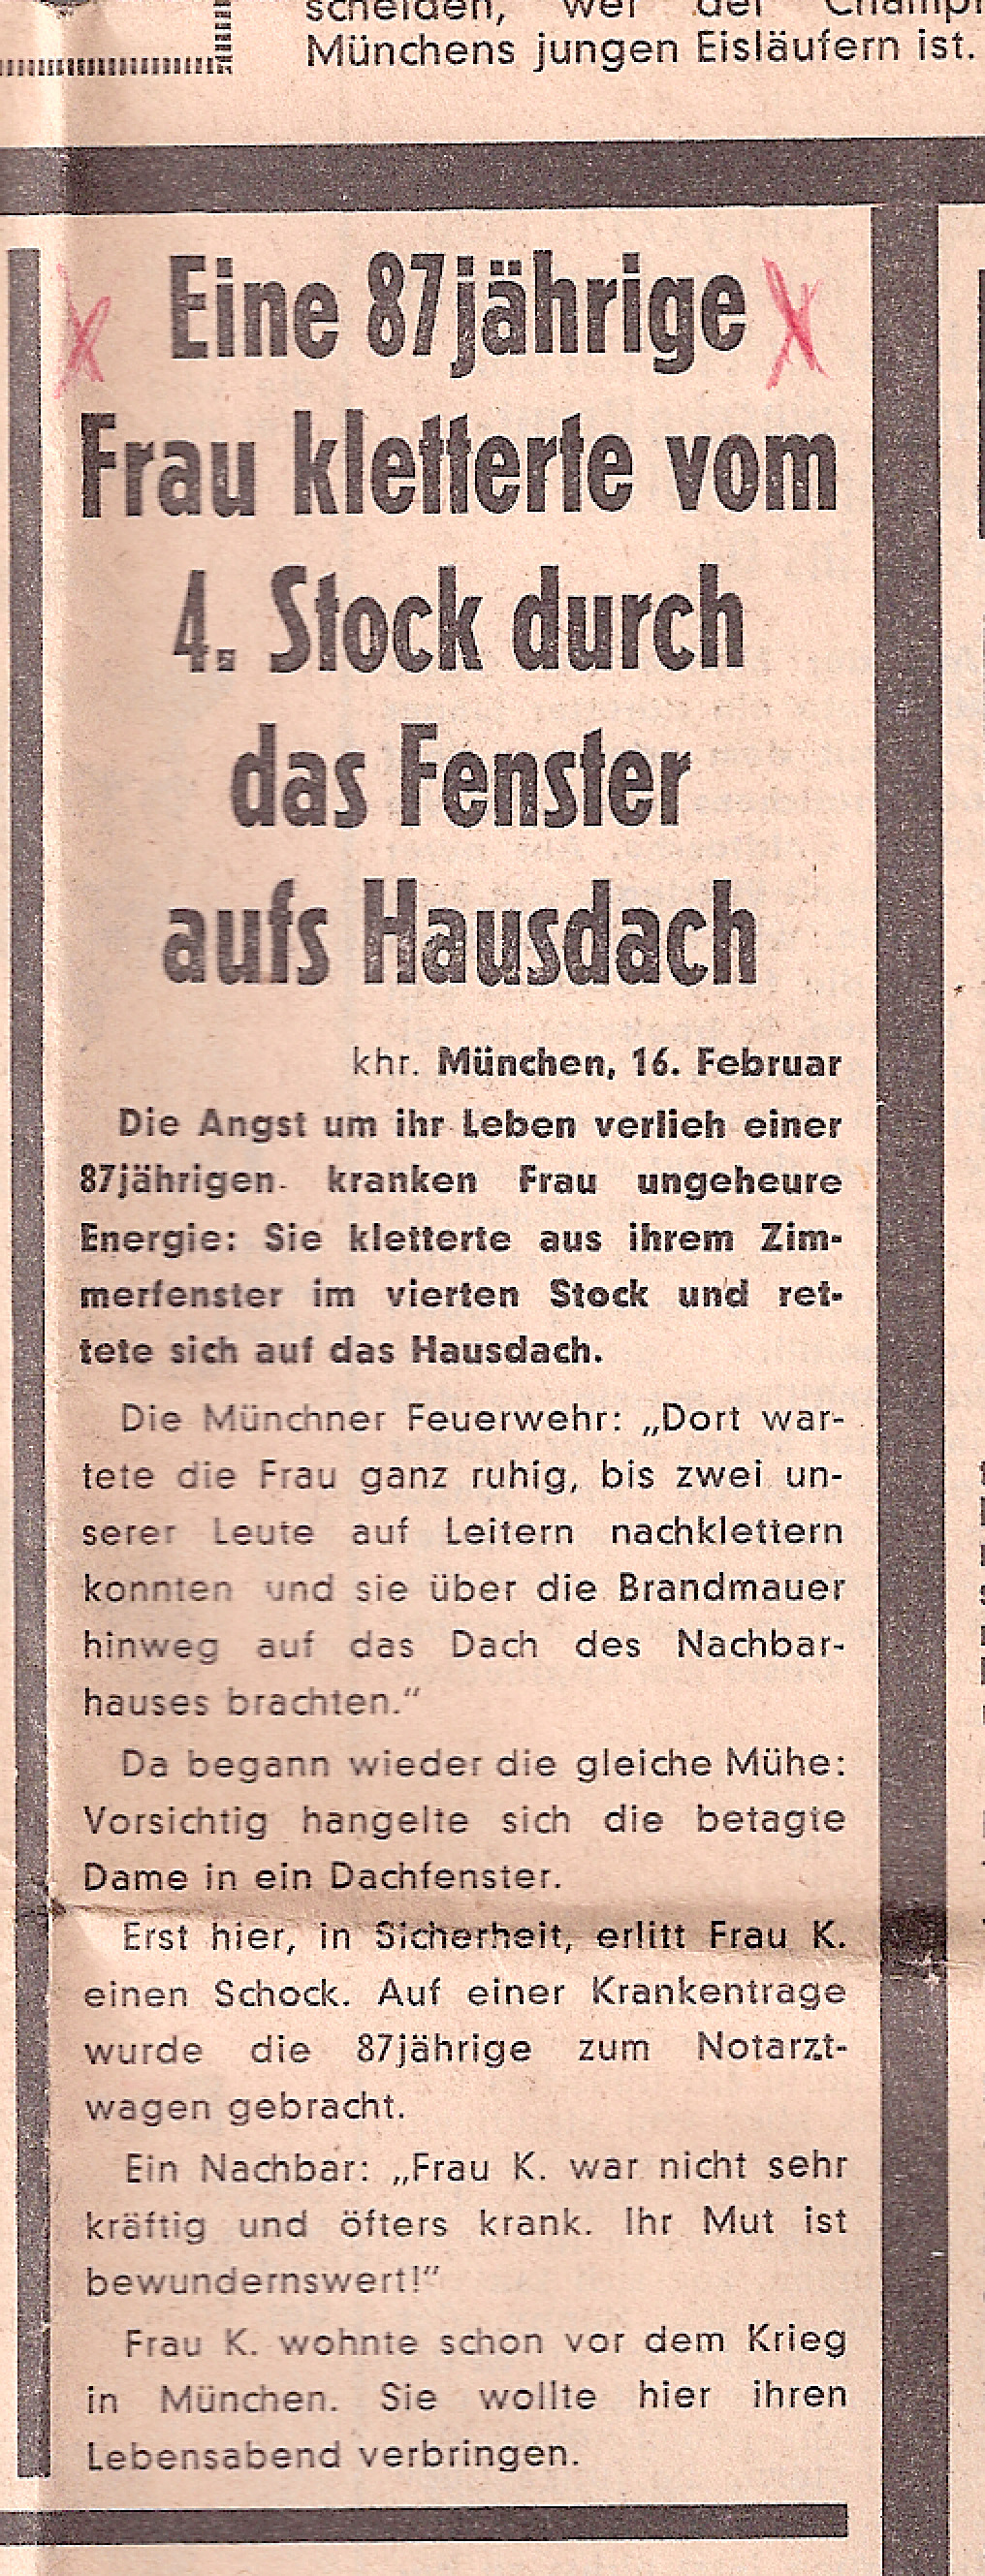 Münchens jungen Eisläufern ist.
Eine 87jährige
Frau kletterte vom
4. Stock durch
das Fenster
aufs Hausdach
khr. München, 16. Februar
Die Angst um ihr Leben verlieh einer
87jährigen kranken Frau ungeheure
Energie: Sie kletterte aus ihrem Zim-
merfenster im vierten Stock und ret-
tete sich auf das Hausdach.
Die Münchner Feuerwehr: „Dort war-
tete die Frau ganz ruhig, bis zwei un-
serer Leute auf Leitern nachklettern
konnten und sie über die Brandmauer
hinweg auf das Dach des Nachbar-
hauses brachten.“
Da begann wieder die gleiche Mühe:
Vorsichtig hangelte sich die betagte
Dame in ein Dachfenster.
Erst hier, in Sicherheit, erlitt Frau K.
einen Schock. Auf einer Krankentrage
wurde die 87jährige zum Notarzt-
wagen gebracht.
Ein Nachbar: „Frau K. war nicht sehr
kräftig und öfters krank. Ihr Mut ist
bewundernswert!“
Frau K. wohnte schon vor dem Krieg
in München. Sie wollte hier ihren
Lebensabend verbringen.